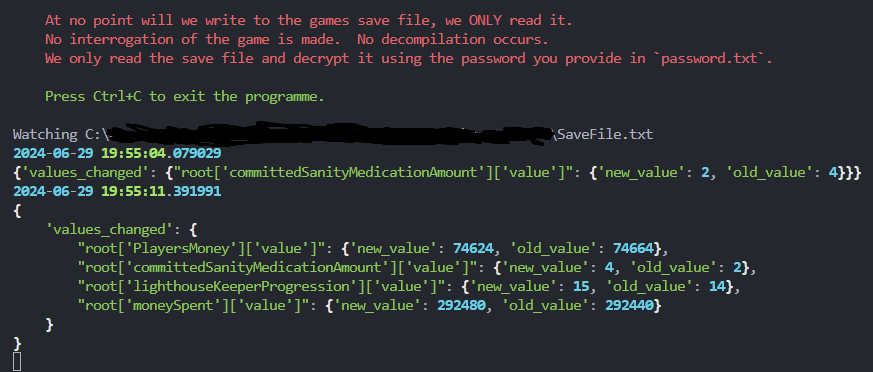 At no point will we write to the games save file, we ONLY read it.
No interrogation of the game is made.  No decompilation occurs.
We only read the save file and decrypt it using the password you provide in `password.txt`.
Press Ctrl+C to exit the programme.
Watching C:\ \SaveFile.txt
2024-06-29 19:55:04.079029
{'values_changed': {"root['committedSanityMedicationAmount']['value']": {'new_value': 2, 'old_value': 4}}}
2024-06-29 19:55:11.391991
{
    'values_changed': {
        "root['PlayersMoney']['value']": {'new_value': 74624, 'old_value': 74664},
        "root['committedSanityMedicationAmount']['value']": {'new_value': 4, 'old_value': 2},
        "root['lighthouseKeeperProgression']['value']": {'new_value': 15, 'old_value': 14},
        "root['moneySpent']['value']": {'new_value': 292480, 'old_value': 292440}
    }
}